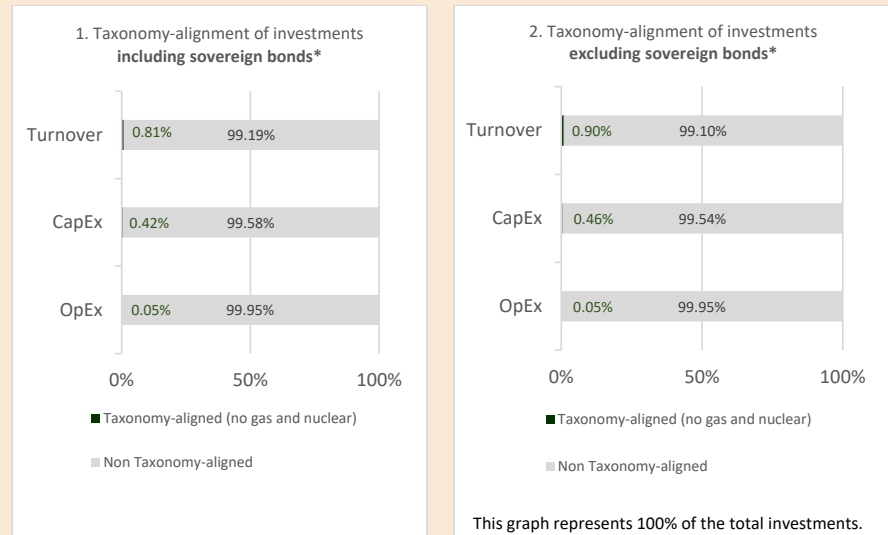 1. Taxonomy-alignment of investments
including sovereign bonds*
Turnover
0.81%
99.19%
CapEx
0.42%
99.58%
OpEx
0.05%
99.95%
0%
50%
100%
Taxonomy-aligned (no gas and nuclear)
Non Taxonomy-aligned
2. Taxonomy-alignment of investments
excluding sovereign bonds*
Turnover
0.90%
99.10%
CapEx
0.46%
99.54%
OpEx
0.05%
99.95%
0%
50%
100%
Taxonomy-aligned (no gas and nuclear)
Non Taxonomy-aligned
This graph represents 100% of the total investments.